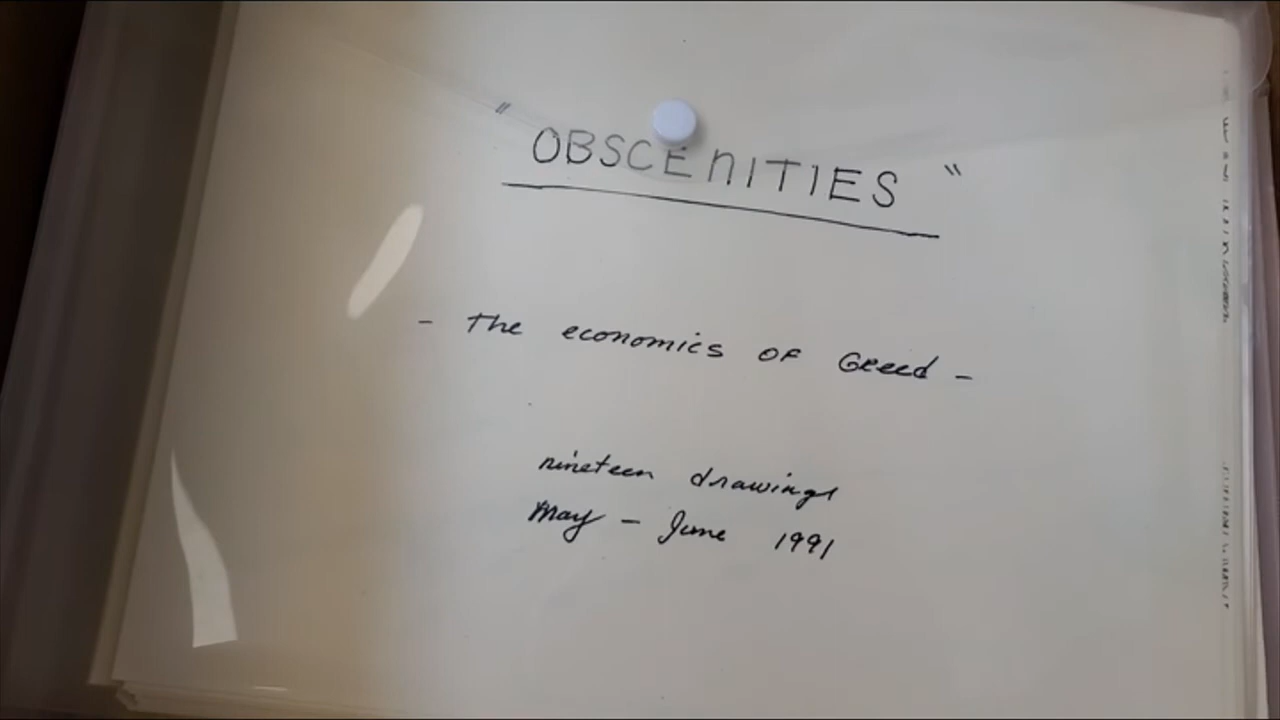 "OBSCENITIES"
- The economics OF Greed -
nineteen drawings
May - June 1991